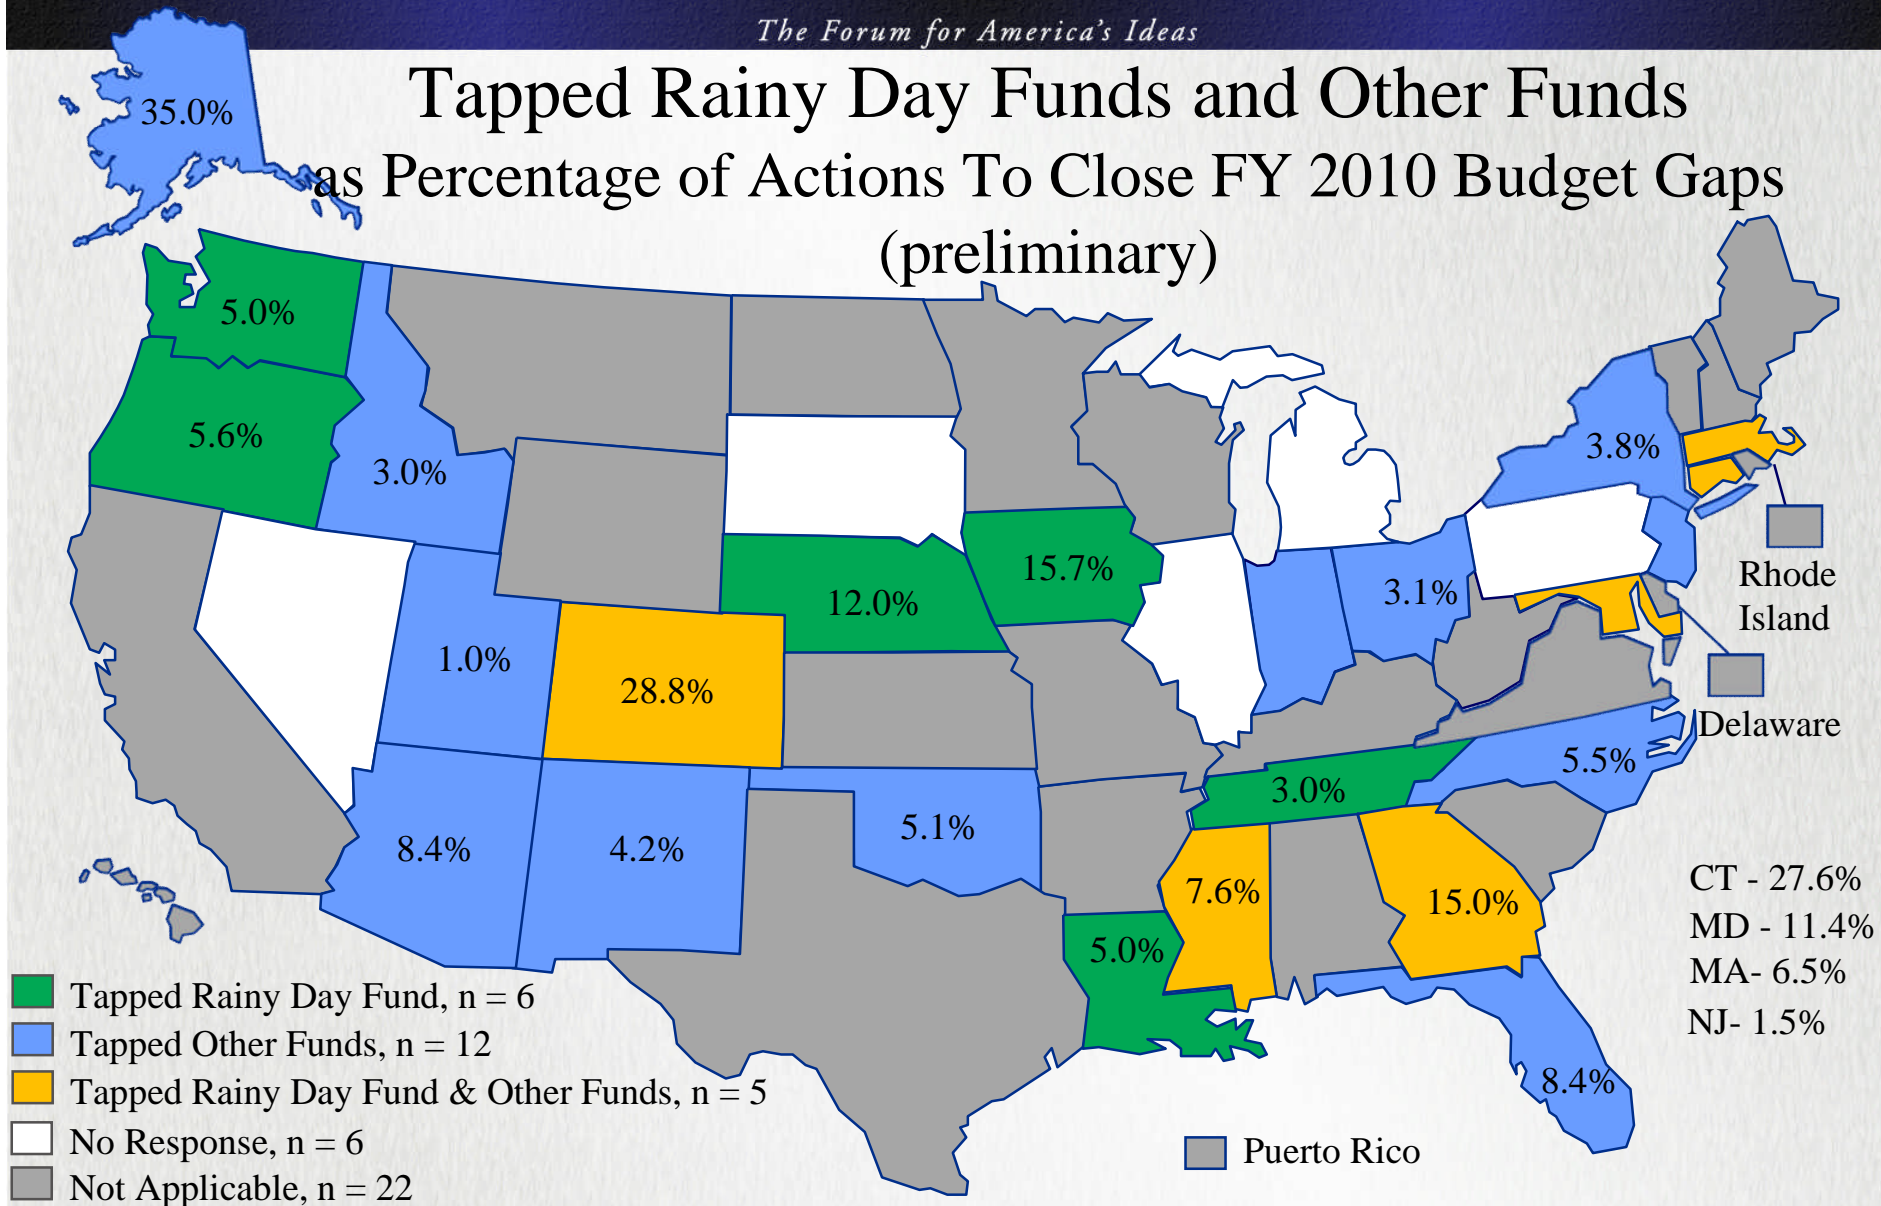 The Forum for America's Ideas
Tapped Rainy Day Funds and Other Funds
as Percentage of Actions To Close FY 2010 Budget Gaps
(preliminary)
35.0%
5.0%
5.6%
3.0%
3.8%
15.7%
12.0%
3.1%
Rhode
Island
1.0%
28.8%
Delaware
5.5%
3.0%
8.4%
4.2%
5.1%
7.6%
15.0%
5.0%
8.4%
CT - 27.6%
MD - 11.4%
MA- 6.5%
NJ- 1.5%
Tapped Rainy Day Fund, n = 6
Tapped Other Funds, n = 12
Tapped Rainy Day Fund & Other Funds, n = 5
No Response, n = 6
Not Applicable, n = 22
Puerto Rico